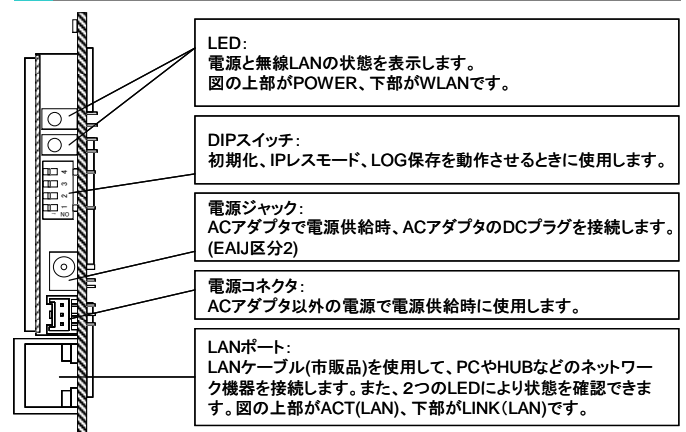 LED:
電源と無線LANの状態を表示します。
図の上部がPOWER、下部がWLANです。
DIPスイッチ:
初期化、IPレスモード、LOG保存を動作させるときに使用します。
4
3
2
1
NO
電源ジャック:
ACアダプタで電源供給時、ACアダプタのDCプラグを接続します。
(EAIJ区分2)
電源コネクタ:
ACアダプタ以外の電源で電源供給時に使用します。
LANポート:
LANケーブル(市販品)を使用して、PCやHUBなどのネットワー
ク機器を接続します。また、2つのLEDにより状態を確認できま
す。図の上部がACT(LAN)、下部がLINK(LAN)です。